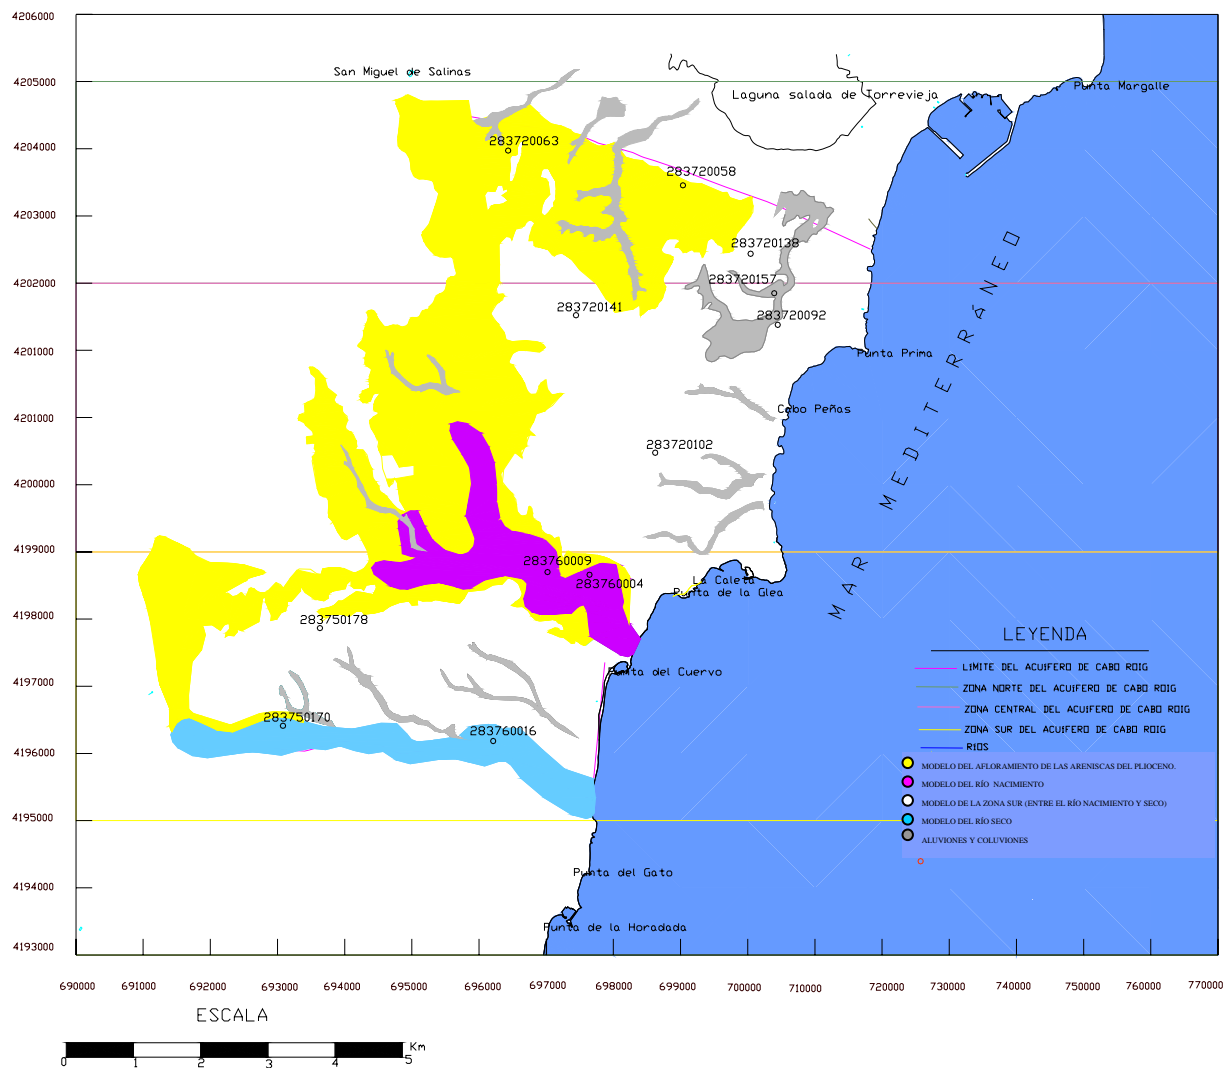 4206000
San Miguel de Salinas
4205000
Punta Margalle
Laguna salada de Torrevieja
4204000
283720063
283720058
4203000
283720138
4202000
283720157
283720141
283720092
4201000
Punta Prima
4201000
Cabo Peñas
283720102
4200000
MAR MEDITERRÁNEO
4199000
283760009
283760004
La Caleta
Punta de la Glea
4198000
283750178
LEYENDA
Punta del Cuervo
LIMITE DEL ACUIFERO DE CABO ROIG
4197000
ZONA NORTE DEL ACUIFERO DE CABO ROIG
ZONA CENTRAL DEL ACUIFERO DE CABO ROIG
283750170
283760016
ZONA SUR DEL ACUIFERO DE CABO ROIG
4196000
RIOS
MODELO DEL AFLORAMIENTO DE LAS ARENISCAS DEL PLIOCENO.
MODELO DEL RÍO NACIMIENTO
MODELO DE LA ZONA SUR (ENTRE EL RÍO NACIMIENTO Y SECO)
4195000
MODELO DEL RÍO SECO
ALUVIONES Y COLUVIONES
Punta del Gato
4194000
Punta de la Horadada
4193000
690000 691000 692000 693000 694000 695000 696000 697000 698000 699000 700000 710000 720000 730000 740000 750000 760000 770000
ESCALA
Km
0 1 2 3 4 5